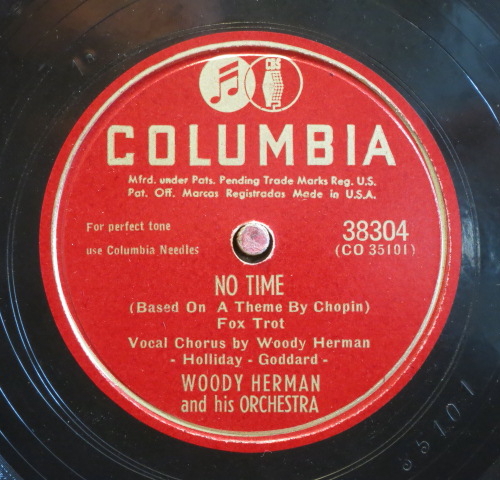 CBS
COLUMBIA
Mfrd. under Pats. Pending Trade Marks Reg. U.S.
Pat. Off. Marcas Registradas Made in U.S.A.
For perfect tone
use Columbia Needles
38304
(CO 35101)
NO TIME
(Based On A Theme By Chopin)
Fox Trot
Vocal Chorus by Woody Herman
- Holliday - Goddard -
WOODY HERMAN
and his ORCHESTRA